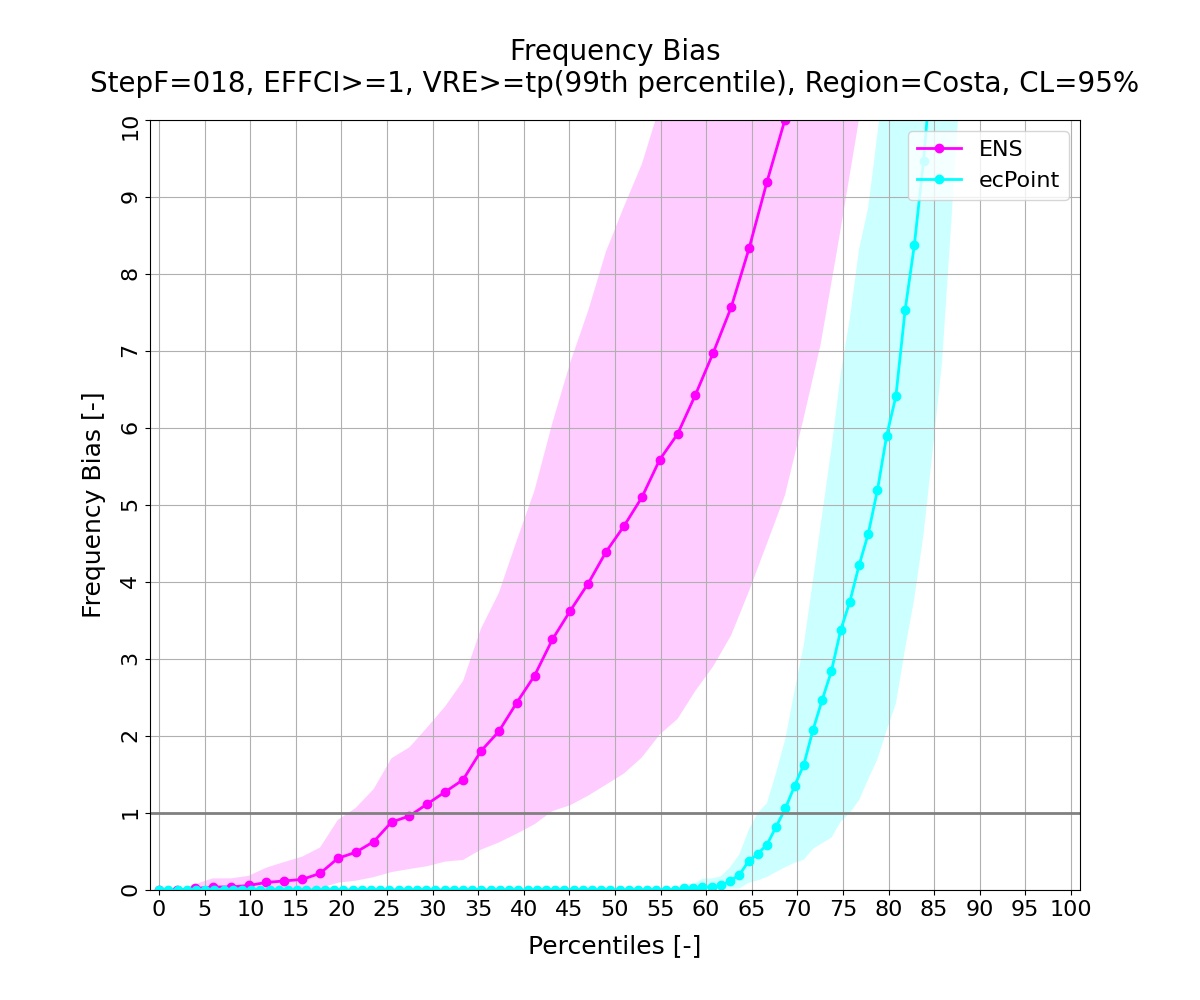 Frequency Bias
StepF=018, EFFCI>=1, VRE>=tp(99th percentile), Region=Costa, CL=95%
10
9
8
7
6
5
4
3
2
1
0
Frequency Bias [-]
ENS
ecPoint
0 5 10 15 20 25 30 35 40 45 50 55 60 65 70 75 80 85 90 95 100
Percentiles [-]